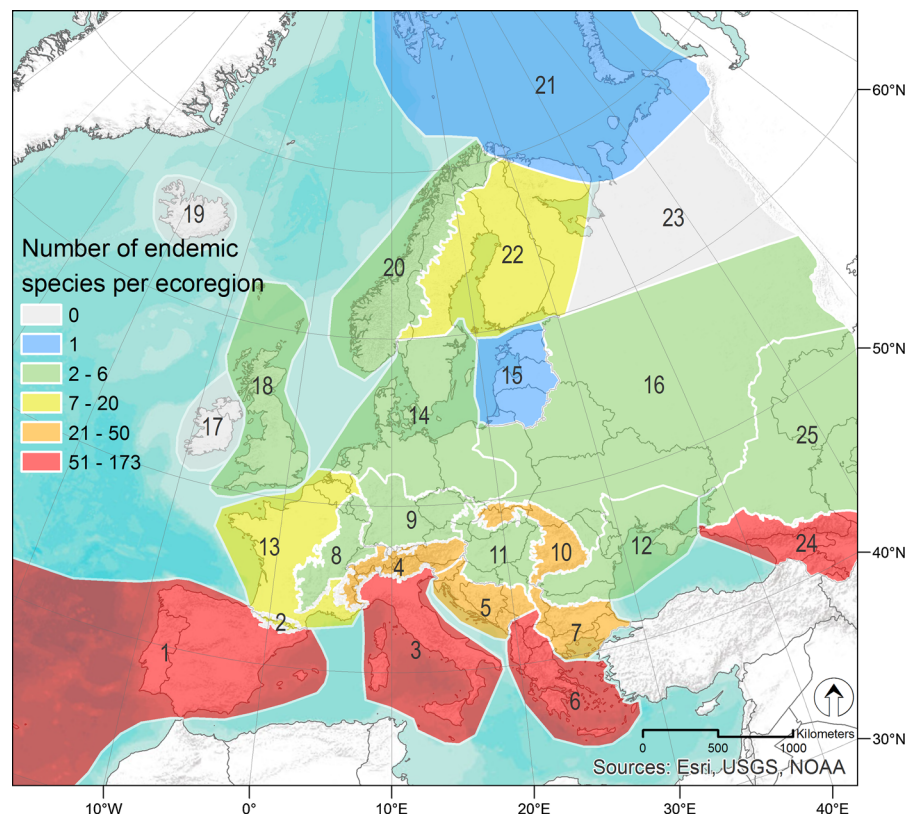 21
60°N
19
23
Number of endemic
species per ecoregion
22
20
0
1
50°N
2 - 6
15
16
18
7 - 20
14
17
25
21 - 50
51 - 173
9
13
8
11
10
12
24
40°N
4
5
2
7
1
3
6
Kilometers
0 500 1000
30°N
Sources: Esri, USGS, NOAA
10°W 0° 10°E 20°E 30°E 40°E